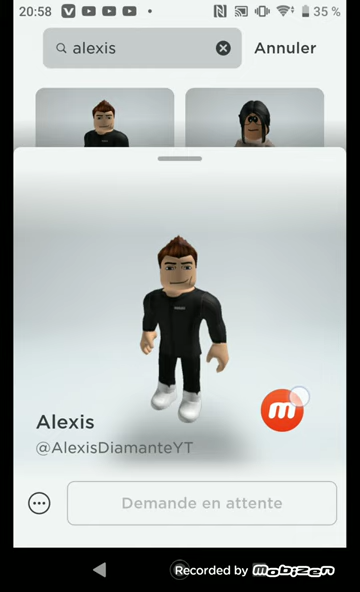 20:58
35 %
alexis
Annuler
Alexis
@AlexisDiamanteYT
Demande en attente
Recorded by mobizen